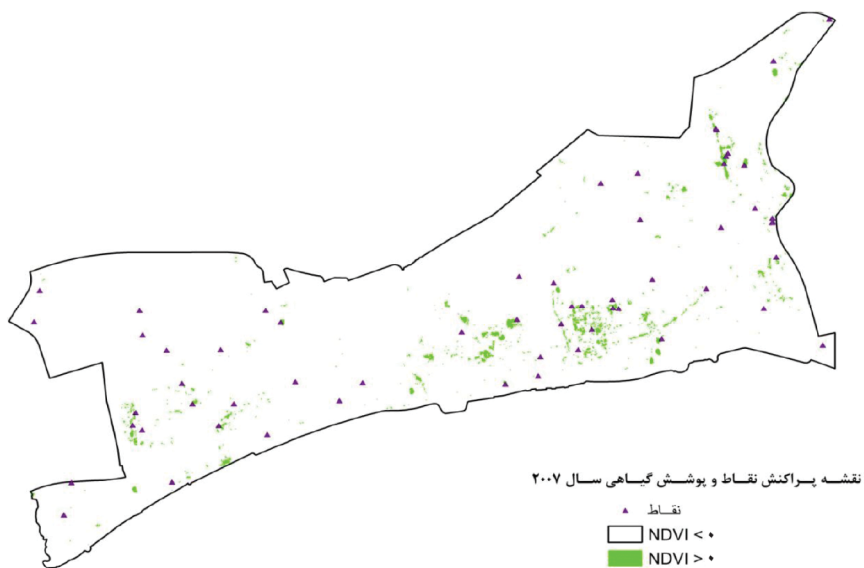 نقشه پراکنش نقاط و پوشش گیاهی سال ۲۰۰۷
نقاط
NDVI < ۰
NDVI > ۰